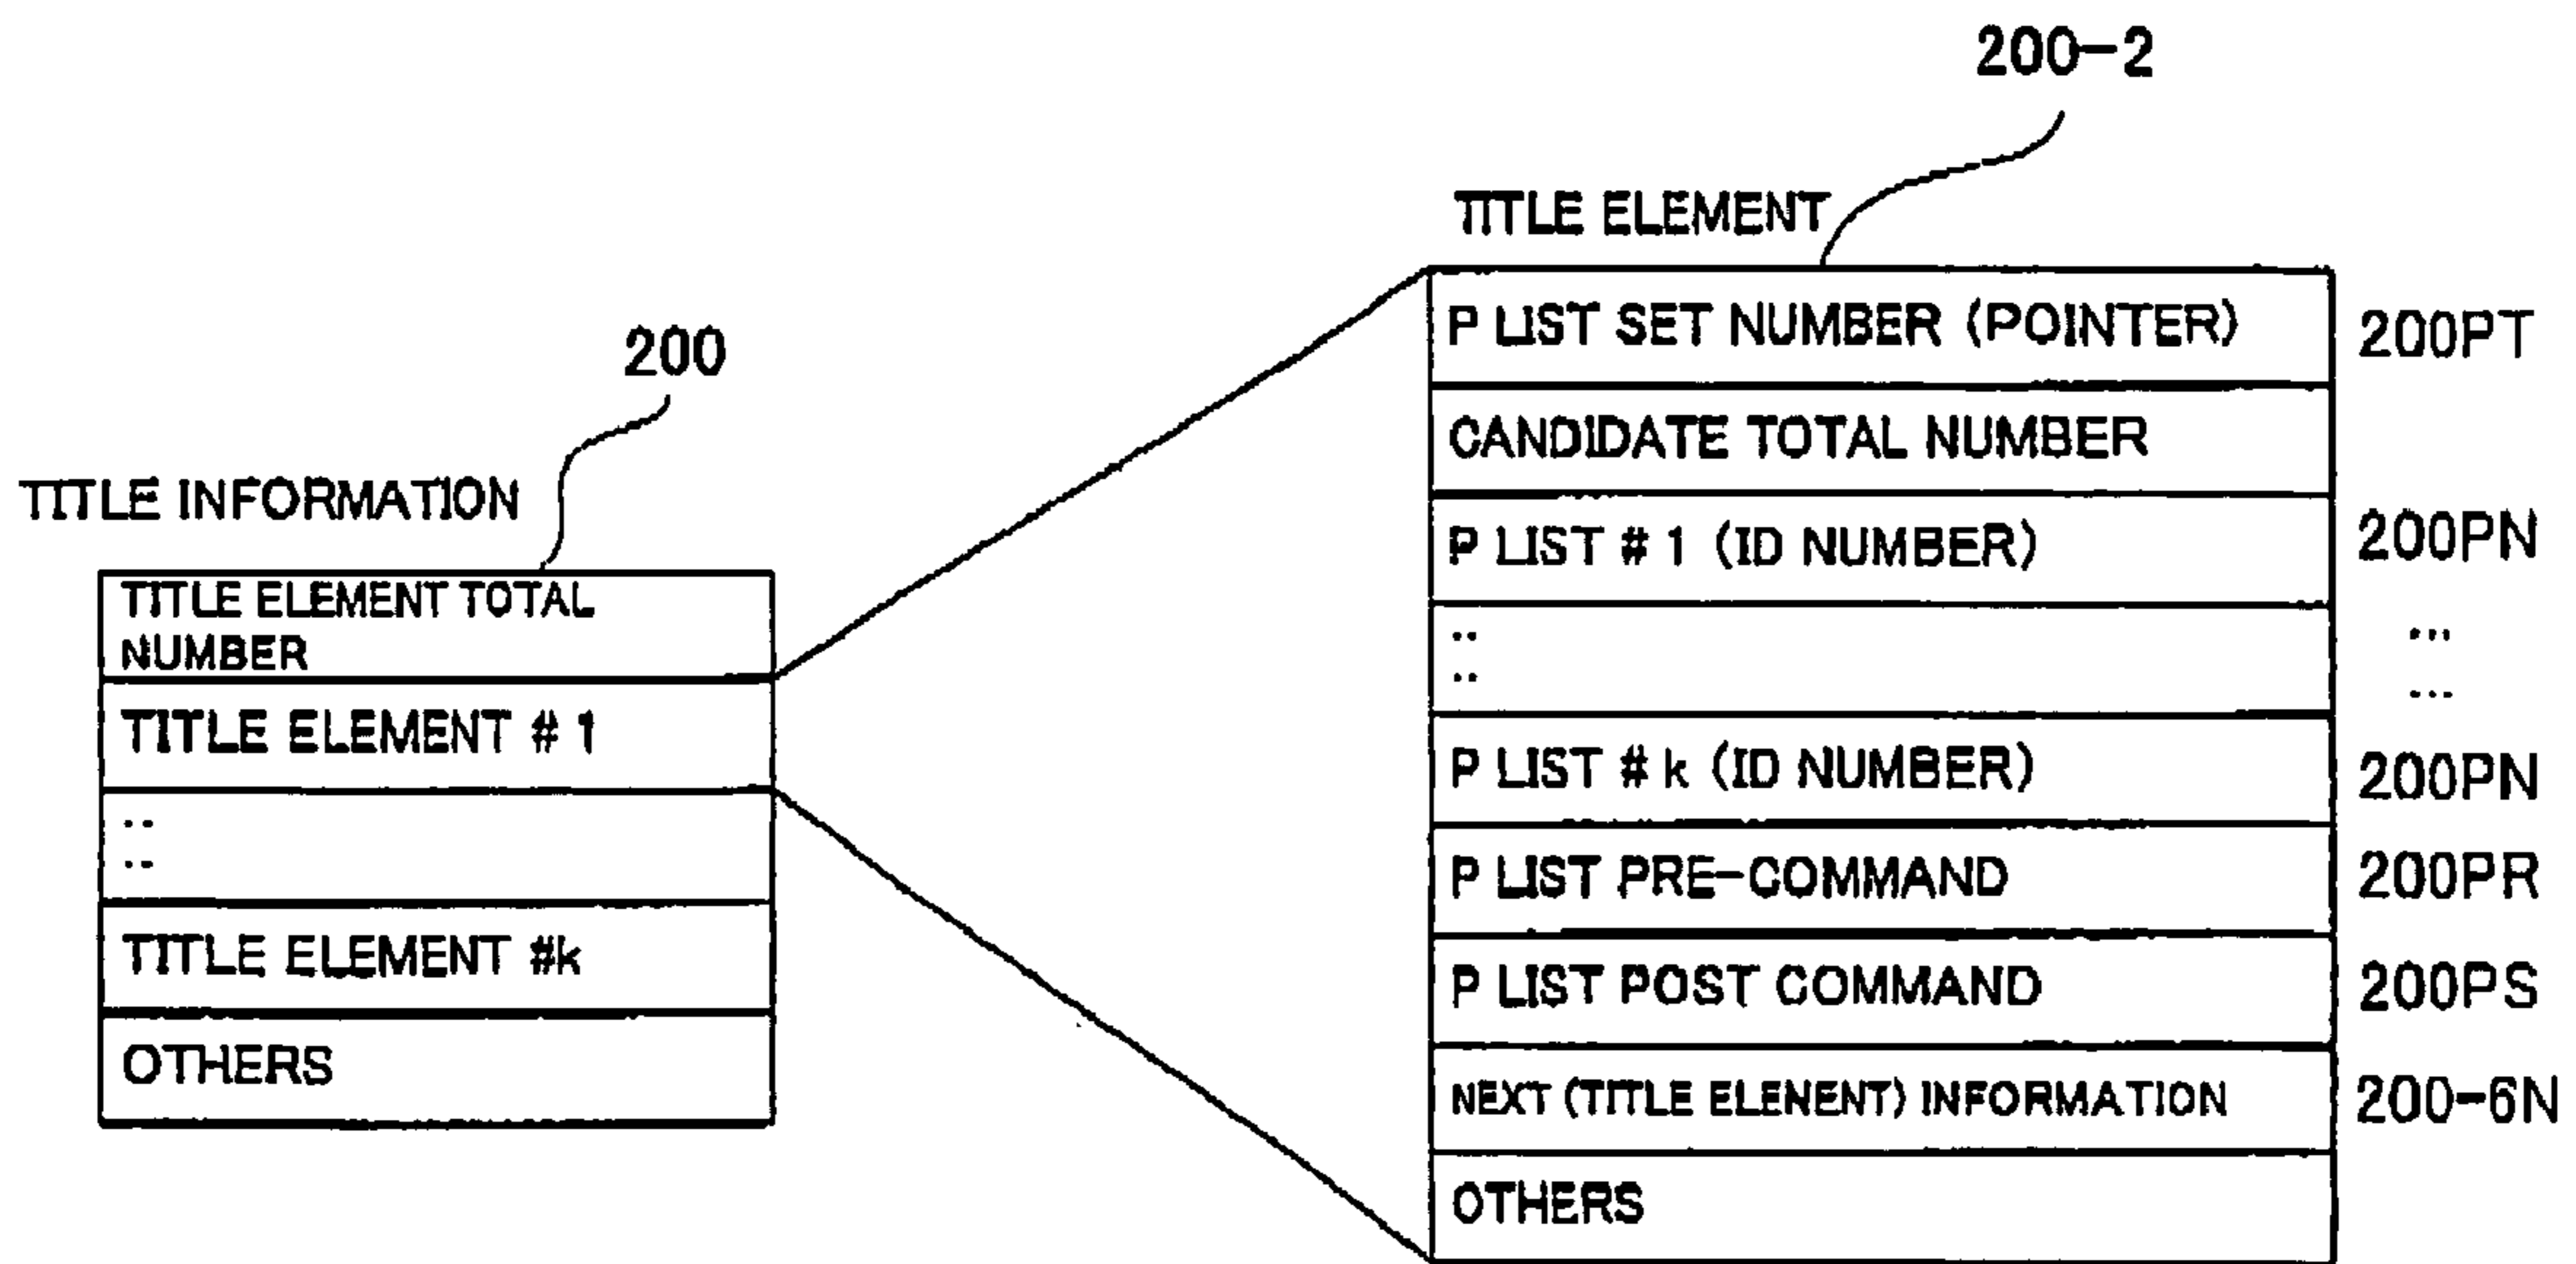 200-2
TITLE ELEMENT
P LIST SET NUMBER (POINTER) 200PT
CANDIDATE TOTAL NUMBER
P LIST # 1 (ID NUMBER) 200PN
:: ...
:: ...
P LIST # k (ID NUMBER) 200PN
P LIST PRE-COMMAND 200PR
P LIST POST COMMAND 200PS
NEXT (TITLE ELENENT) INFORMATION 200-6N
OTHERS
200
TITLE INFORMATION
TITLE ELEMENT TOTAL
NUMBER
TITLE ELEMENT # 1
::
::
TITLE ELEMENT #k
OTHERS